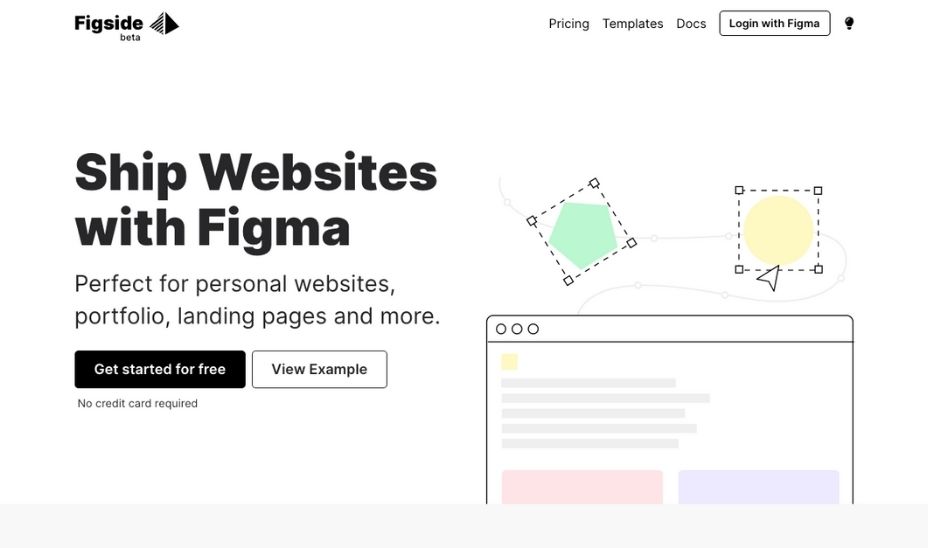 Figside
beta
Pricing Templates Docs Login with Figma
Ship Websites
with Figma
Perfect for personal websites,
portfolio, landing pages and more.
Get started for free View Example
No credit card required